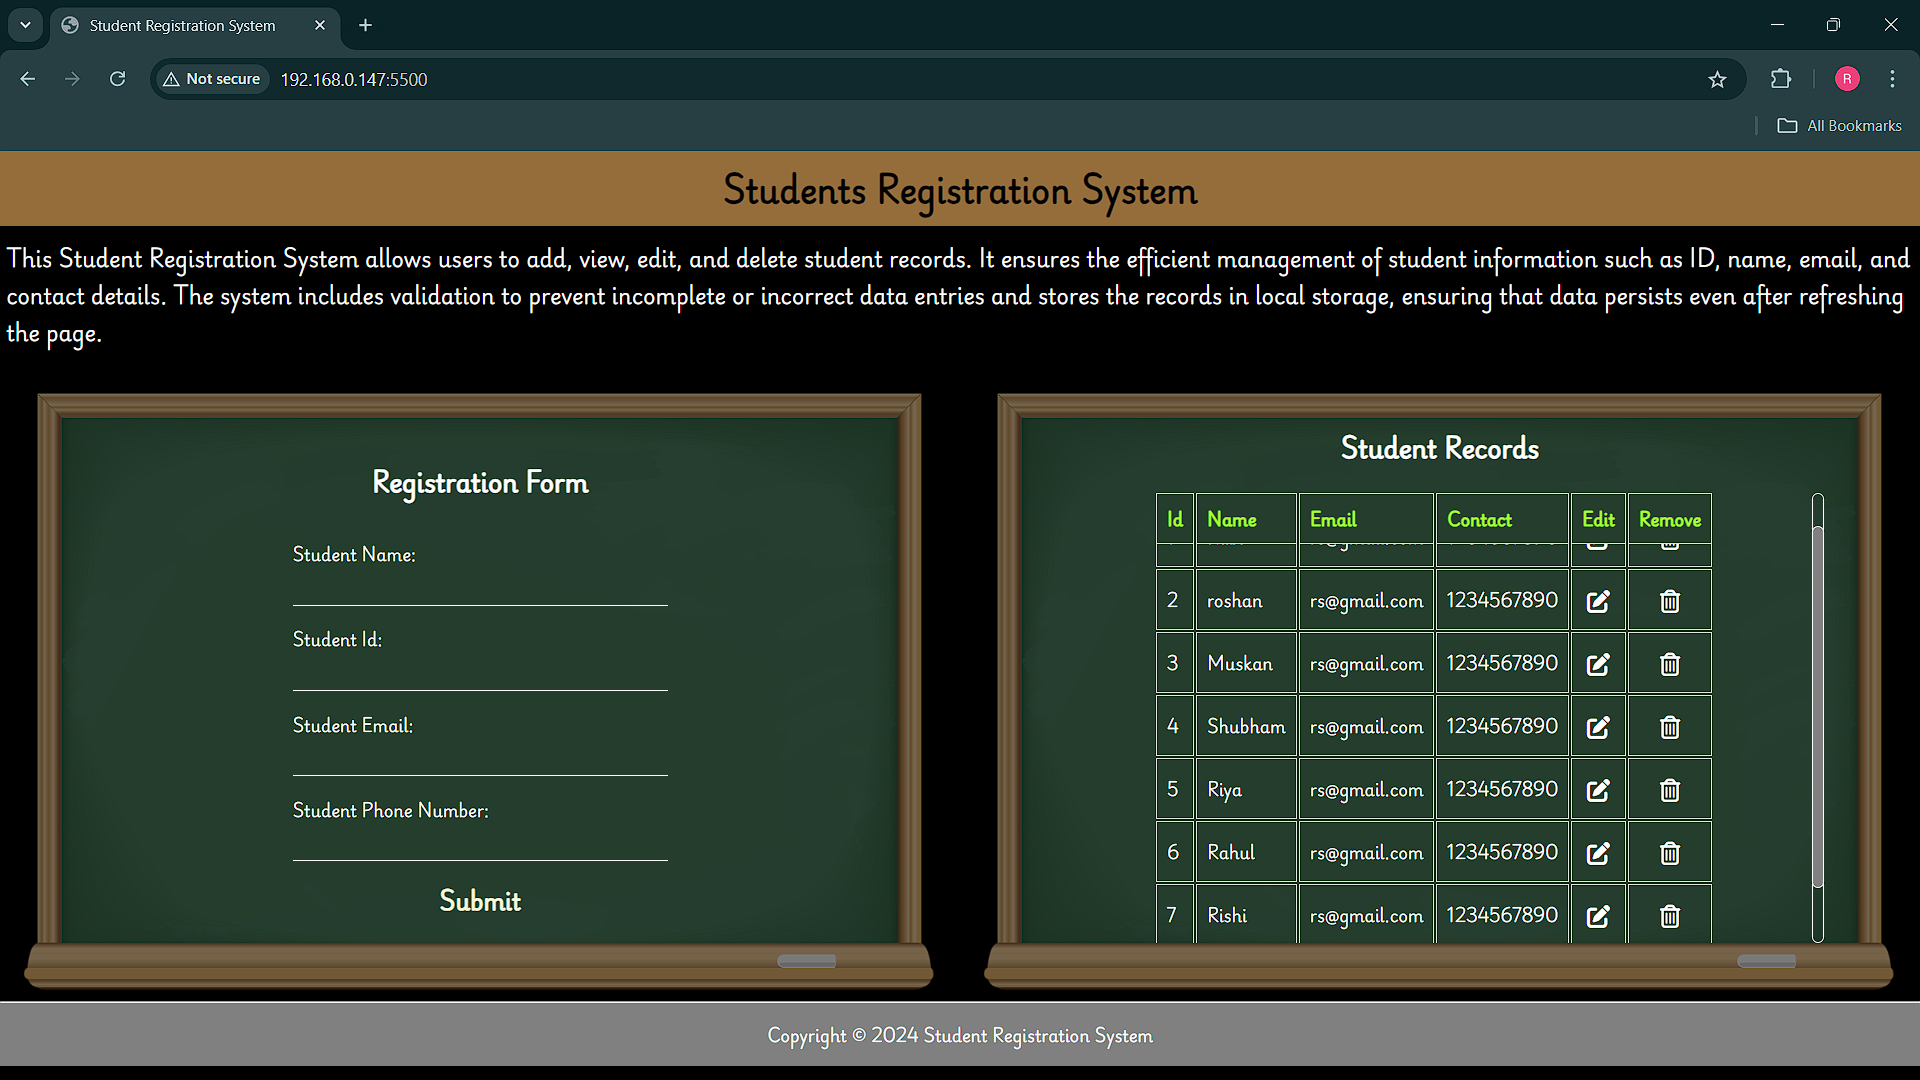 Student Registration System
Not secure 192.168.0.147:5500
R
All Bookmarks
Students Registration System
This Student Registration System allows users to add, view, edit, and delete student records. It ensures the efficient management of student information such as ID, name, email, and
contact details. The system includes validation to prevent incomplete or incorrect data entries and stores the records in local storage, ensuring that data persists even after refreshing
the page.
Registration Form
Student Name:
Student Id:
Student Email:
Student Phone Number:
Submit
Student Records
Id Name Email Contact Edit Remove
2 roshan rs@gmail.com 1234567890
3 Muskan rs@gmail.com 1234567890
4 Shubham rs@gmail.com 1234567890
5 Riya rs@gmail.com 1234567890
6 Rahul rs@gmail.com 1234567890
7 Rishi rs@gmail.com 1234567890
Copyright © 2024 Student Registration System